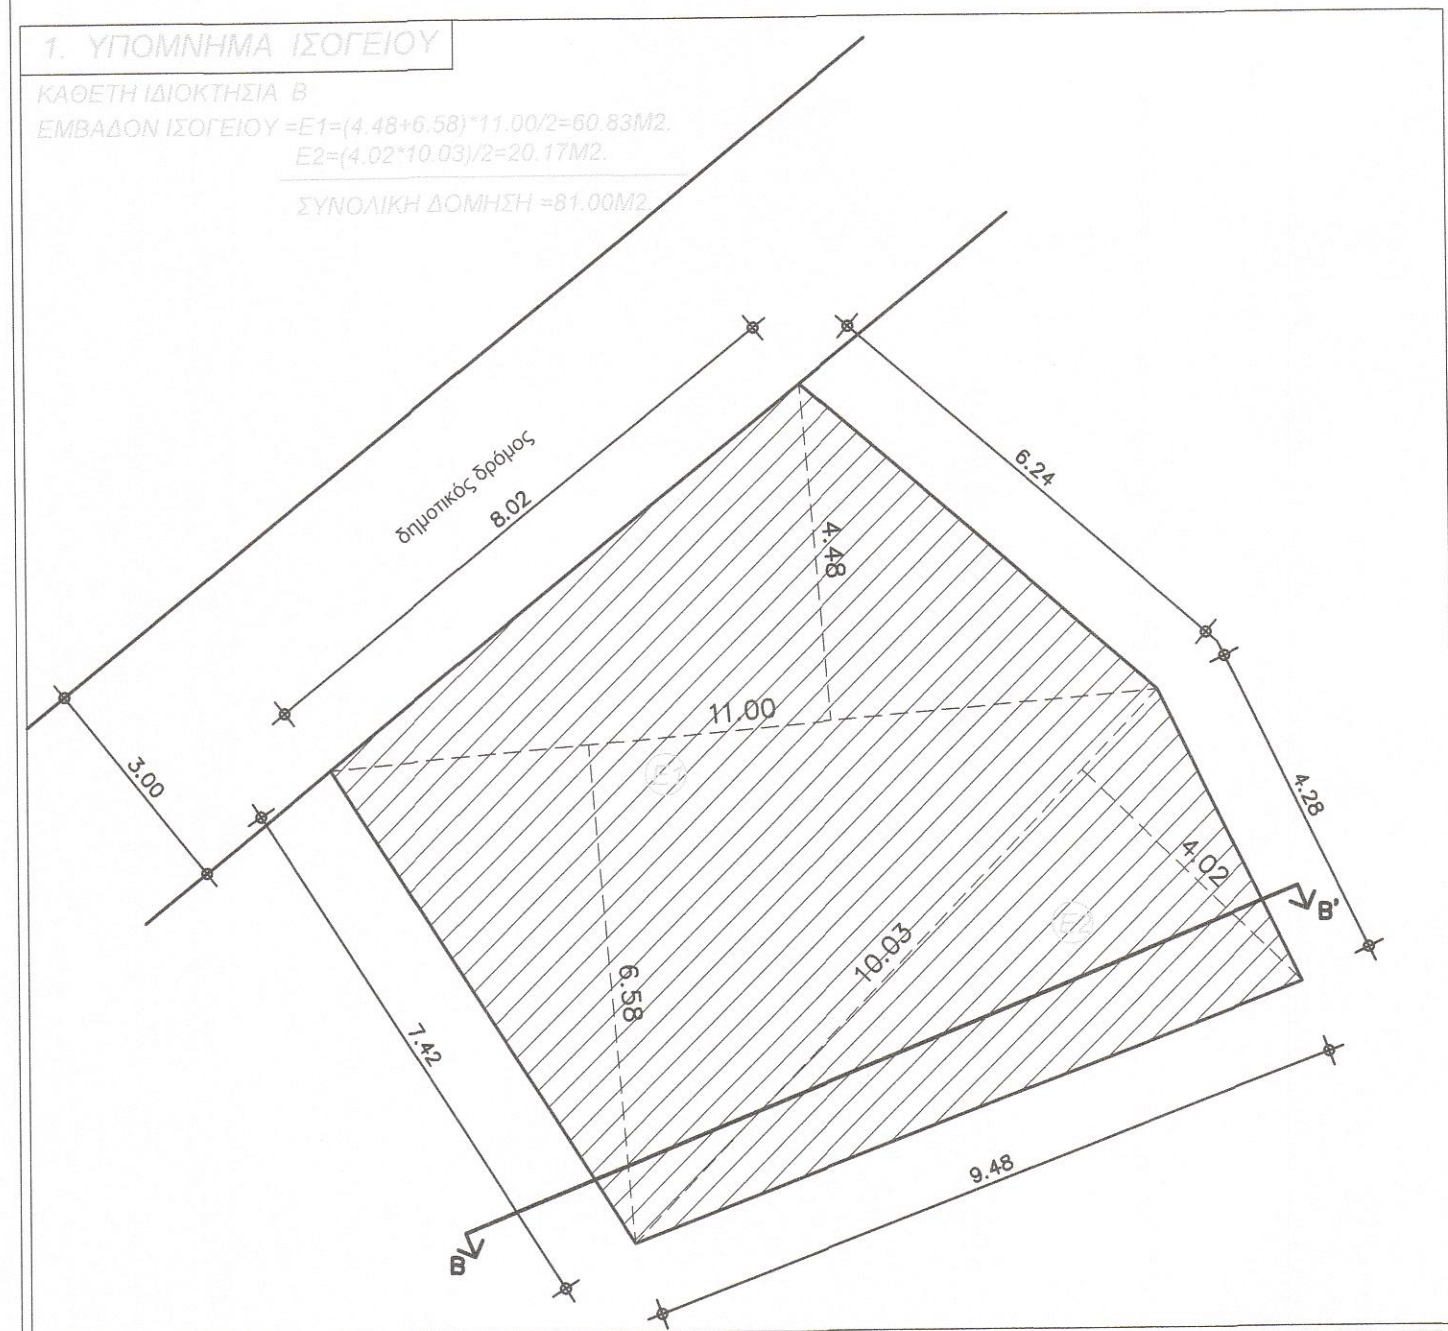 1. ΥΠΟΜΝΗΜΑ ΙΣΟΓΕΙΟΥ
ΚΑΘΕΤΗ ΙΔΙΟΚΤΗΣΙΑ Β
ΕΜΒΑΔΟΝ ΙΣΟΓΕΙΟΥ =Ε1=(4.48+6.58)*11.00/2=60.83Μ2.
Ε2=(4.02*10.03)/2=20.17Μ2.
ΣΥΝΟΛΙΚΗ ΔΟΜΗΣΗ =81.00Μ2
δημοτικός δρόμος
8.02
6.24
4.48
11.00
3.00
Ε1
4.28
4.02
Β'
Ε2
10.03
6.58
7.42
9.48
Β